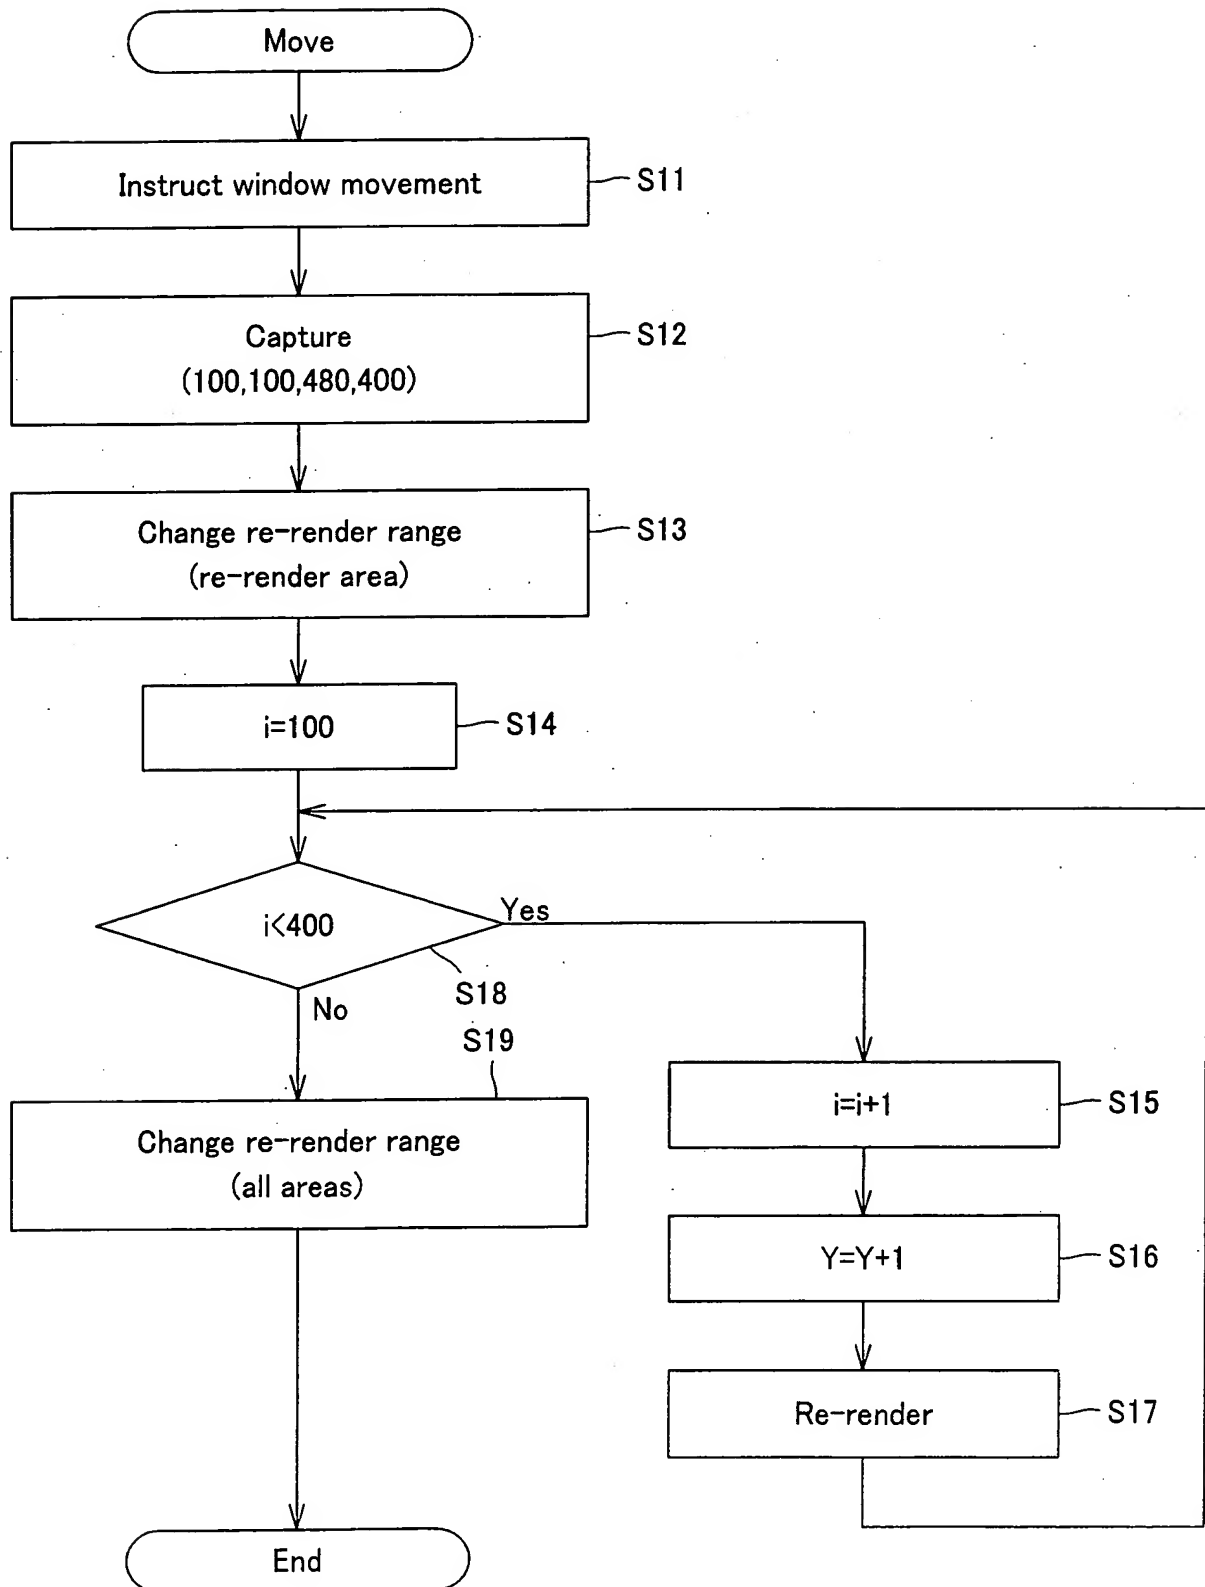 Move
Instruct window movement
S11
Capture
(100,100,480,400)
S12
Change re-render range
(re-render area)
S13
i=100
S14
i<400
Yes
S18
No
S19
Change re-render range
(all areas)
i=i+1
S15
Y=Y+1
S16
Re-render
S17
End